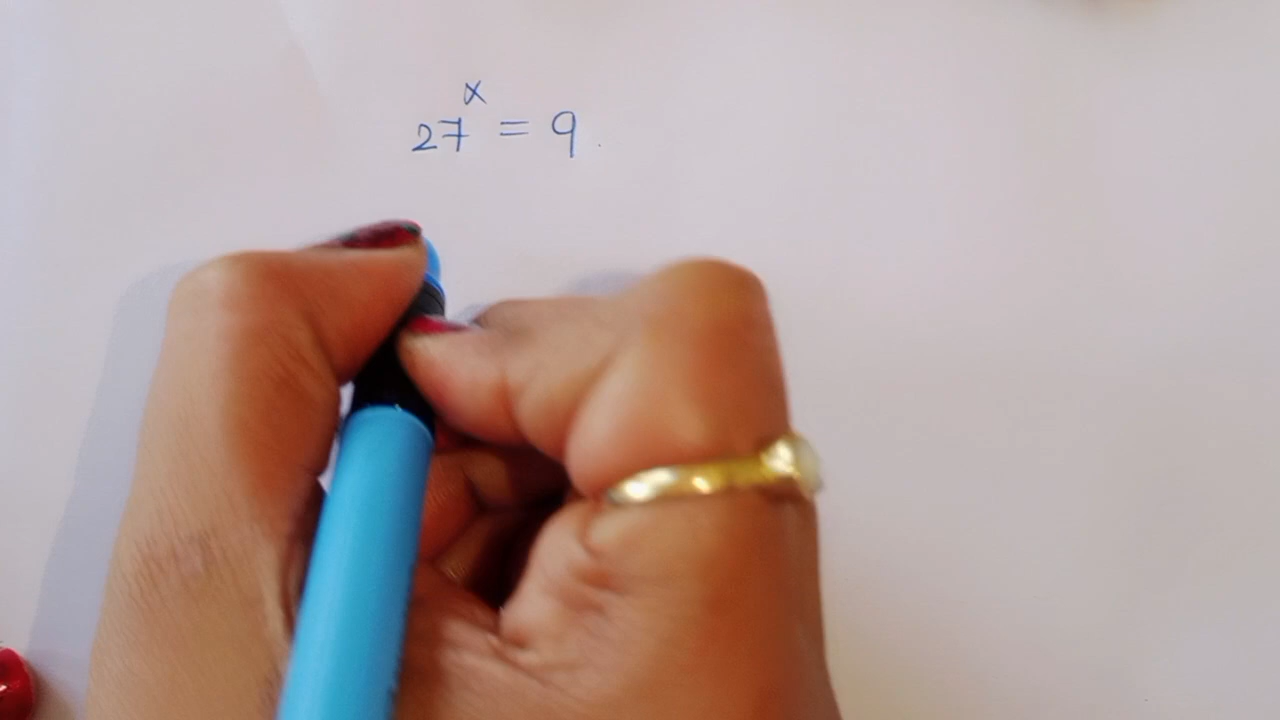 27^x = 9